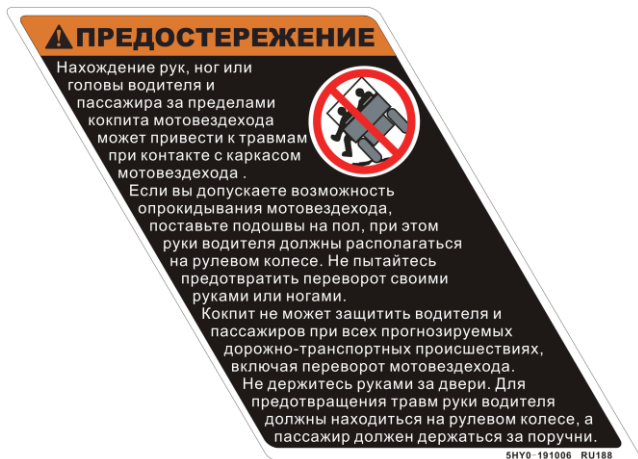 ПРЕДОСТЕРЕЖЕНИЕ
Нахождение рук, ног или
головы водителя и
пассажира за пределами
кокпита мотовездехода
может привести к травмам
при контакте с каркасом
мотовездехода .
Если вы допускаете возможность
опрокидывания мотовездехода,
поставьте подошвы на пол, при этом
руки водителя должны располагаться
на рулевом колесе. Не пытайтесь
предотвратить переворот своими
руками или ногами.
Кокпит не может защитить водителя и
пассажиров при всех прогнозируемых
дорожно-транспортных происшествиях,
включая переворот мотовездехода.
Не держитесь руками за двери. Для
предотвращения травм руки водителя
должны находиться на рулевом колесе, а
пассажир должен держаться за поручни.
5HY0-191006 RU188